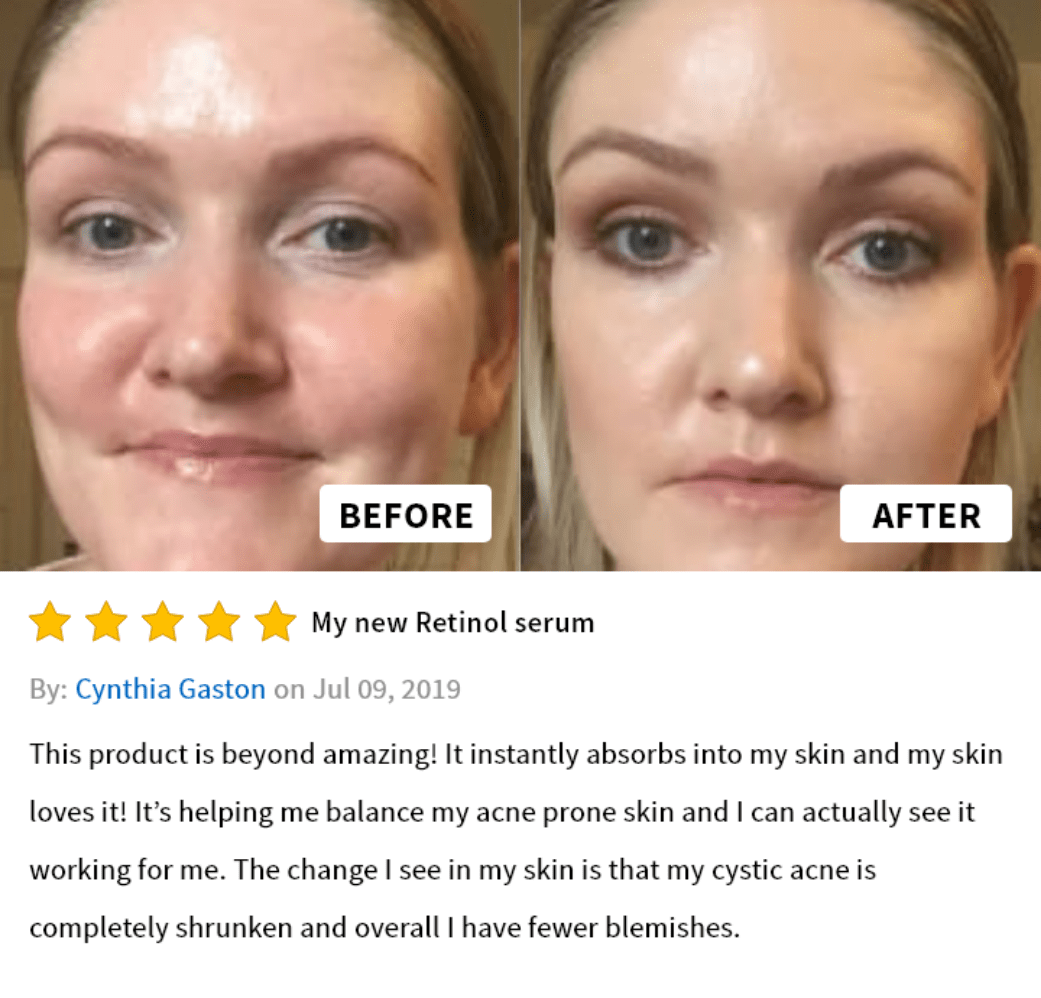 BEFORE
AFTER
My new Retinol serum
By: Cynthia Gaston on Jul 09, 2019
This product is beyond amazing! It instantly absorbs into my skin and my skin
loves it! It’s helping me balance my acne prone skin and I can actually see it
working for me. The change I see in my skin is that my cystic acne is
completely shrunken and overall I have fewer blemishes.